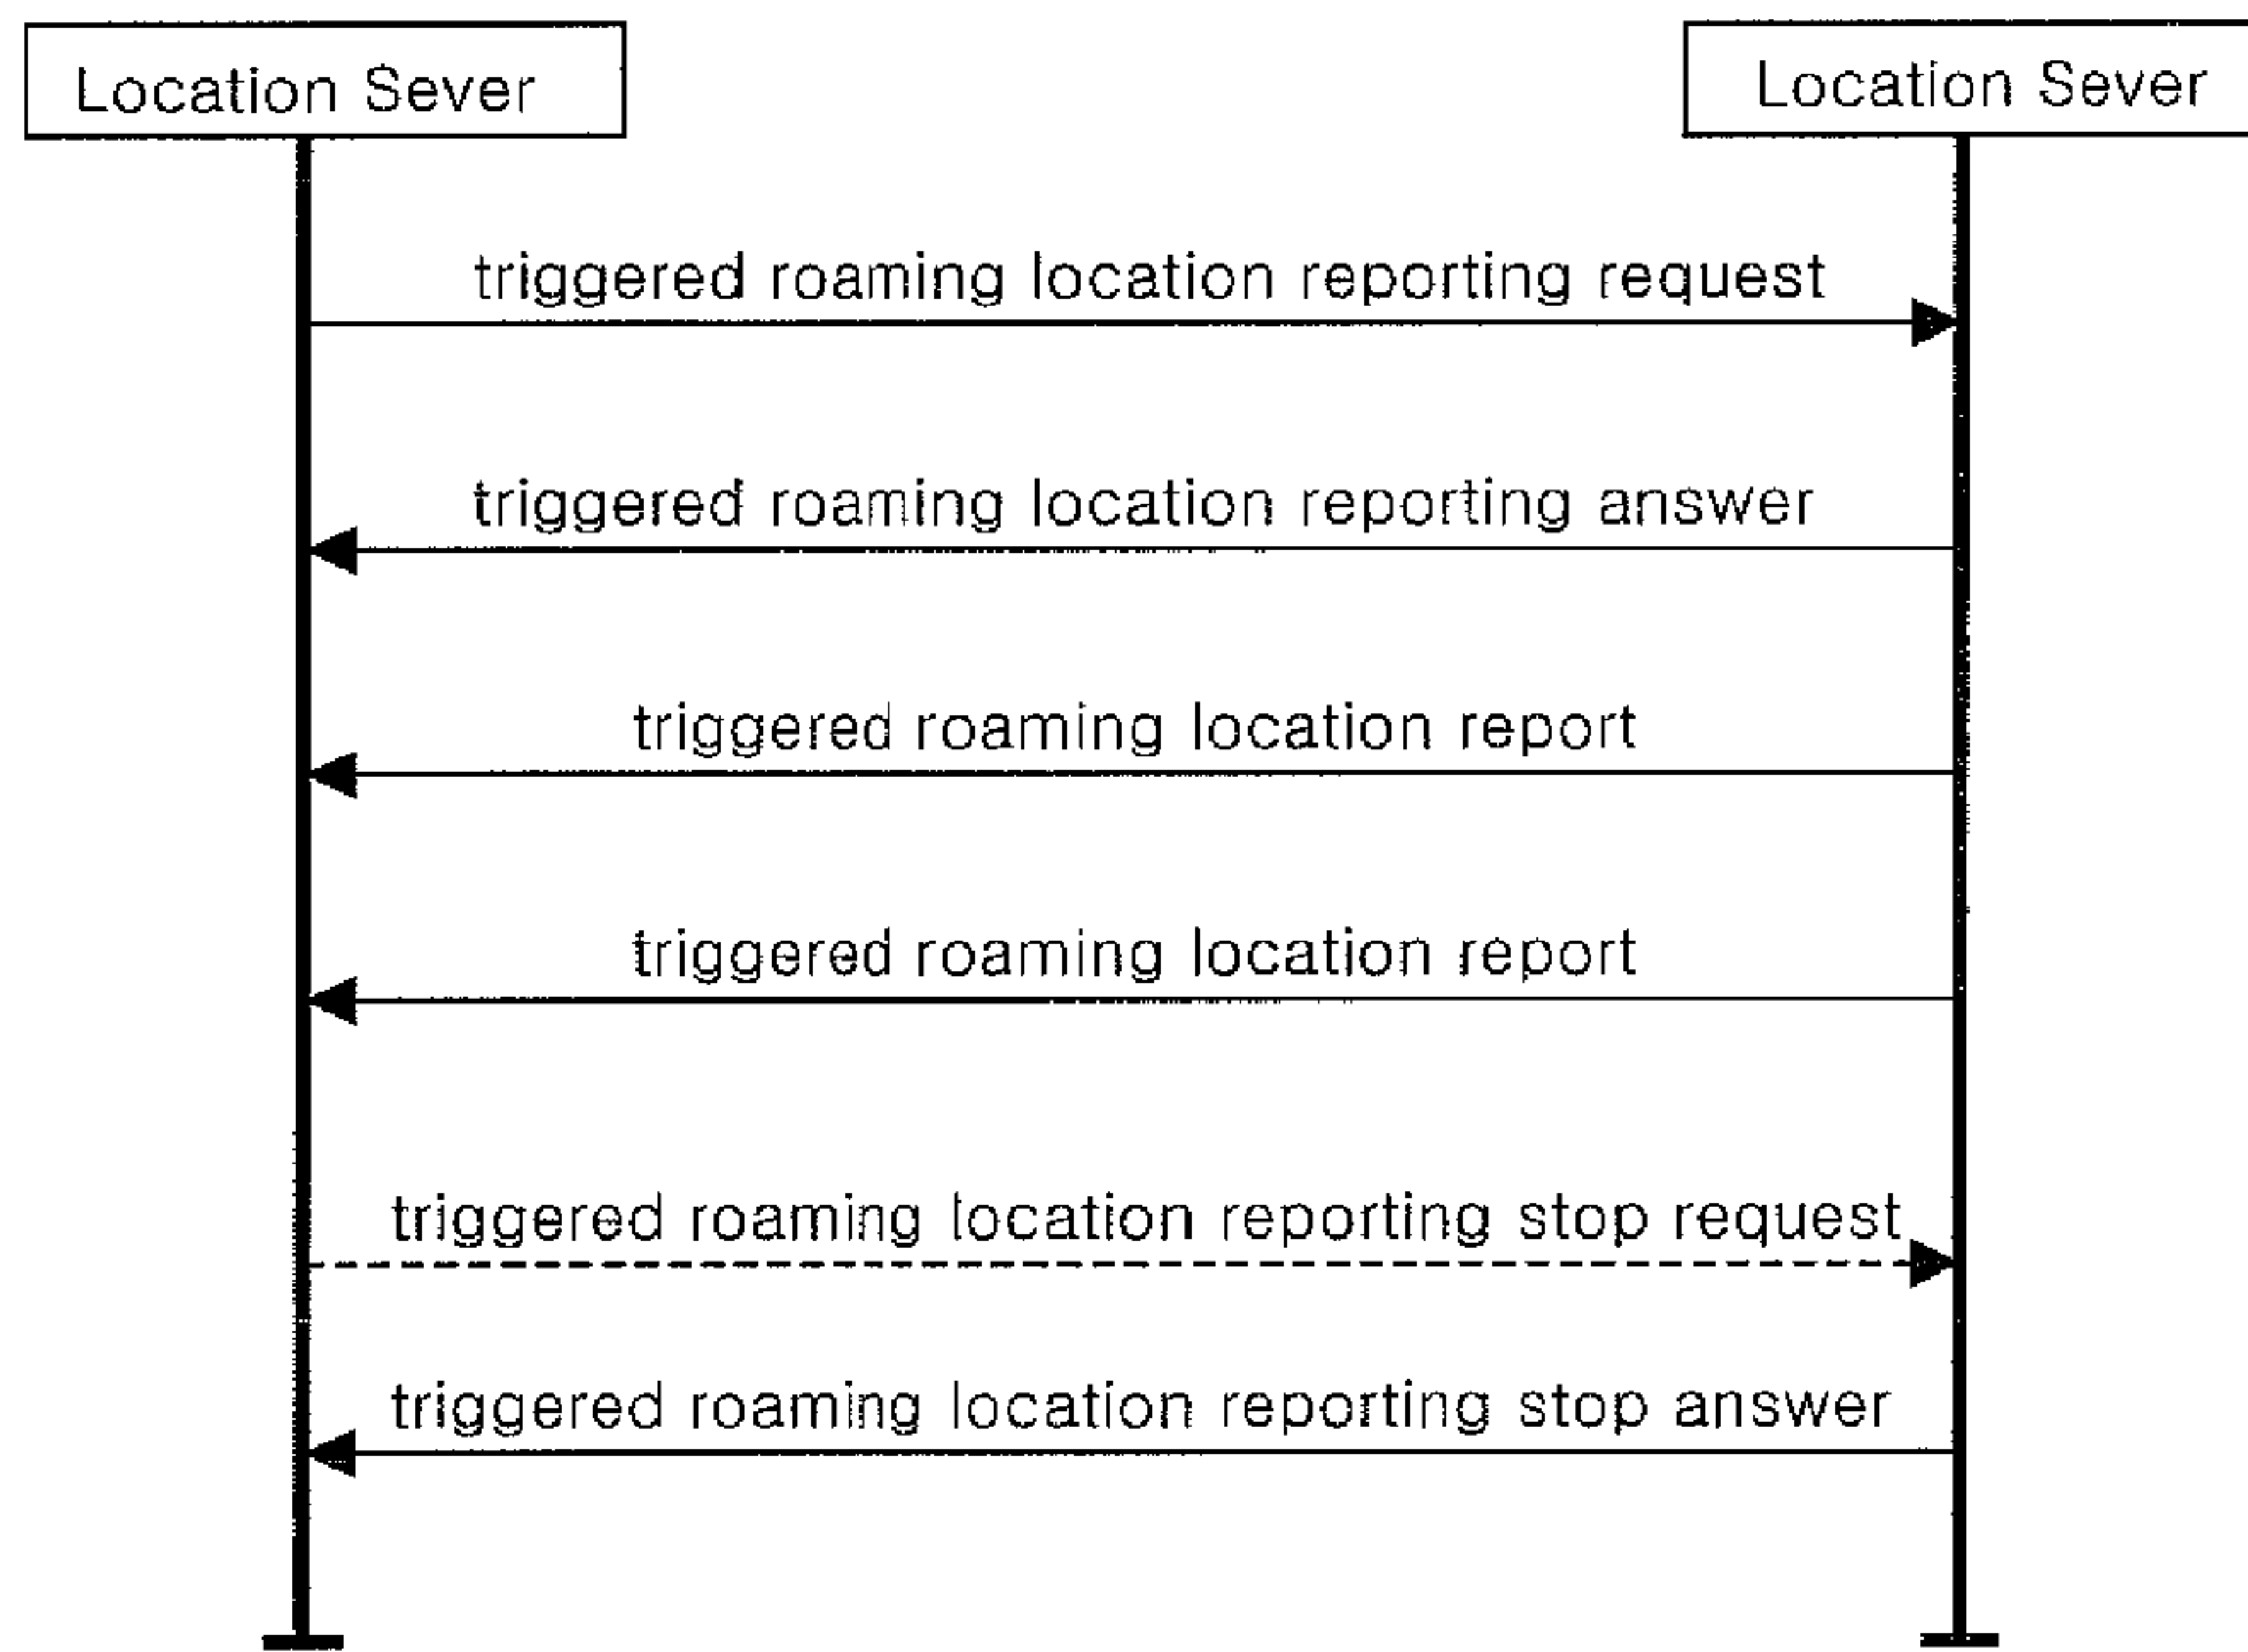 Location Sever
Location Sever
triggered roaming location reporting request
triggered roaming location reporting answer
triggered roaming location report
triggered roaming location report
triggered roaming location reporting stop request
triggered roaming location reporting stop answer